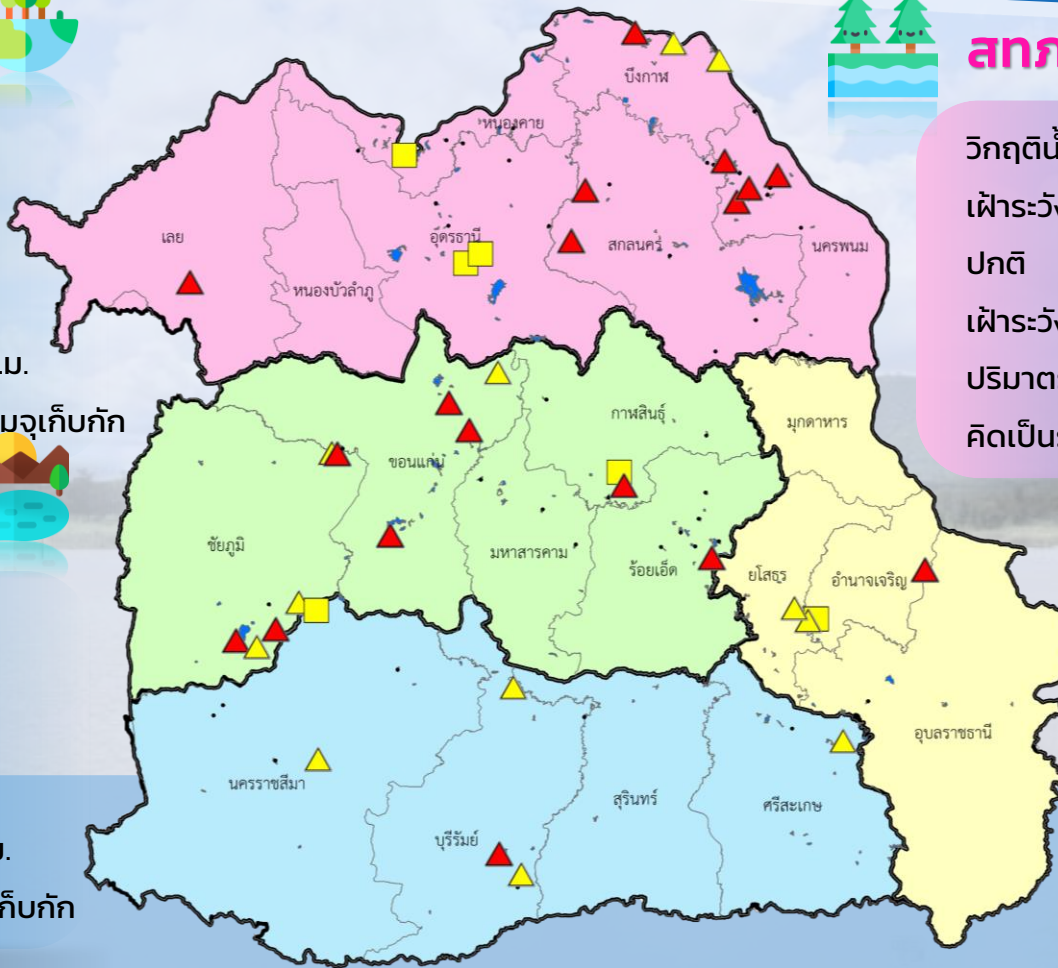 สทภ
วิกฤติน้
เฝ้าระวัง
ปกติ
เฝ้าระวัง
ปริมาตร
คิดเป็น
บึงกาฬ
หนองคาย
เลย
อุดรธานี
สกลนคร
นครพนม
หนองบัวลำภู
.ม.
มจุเก็บกัก
กาฬสินธุ์
มุกดาหาร
ขอนแก่น
ชัยภูมิ
มหาสารคาม
ร้อยเอ็ด
ยโสธร
อำนาจเจริญ
อุบลราชธานี
นครราชสีมา
สุรินทร์
ศรีสะเกษ
บุรีรัมย์
ม.
ก็บกัก